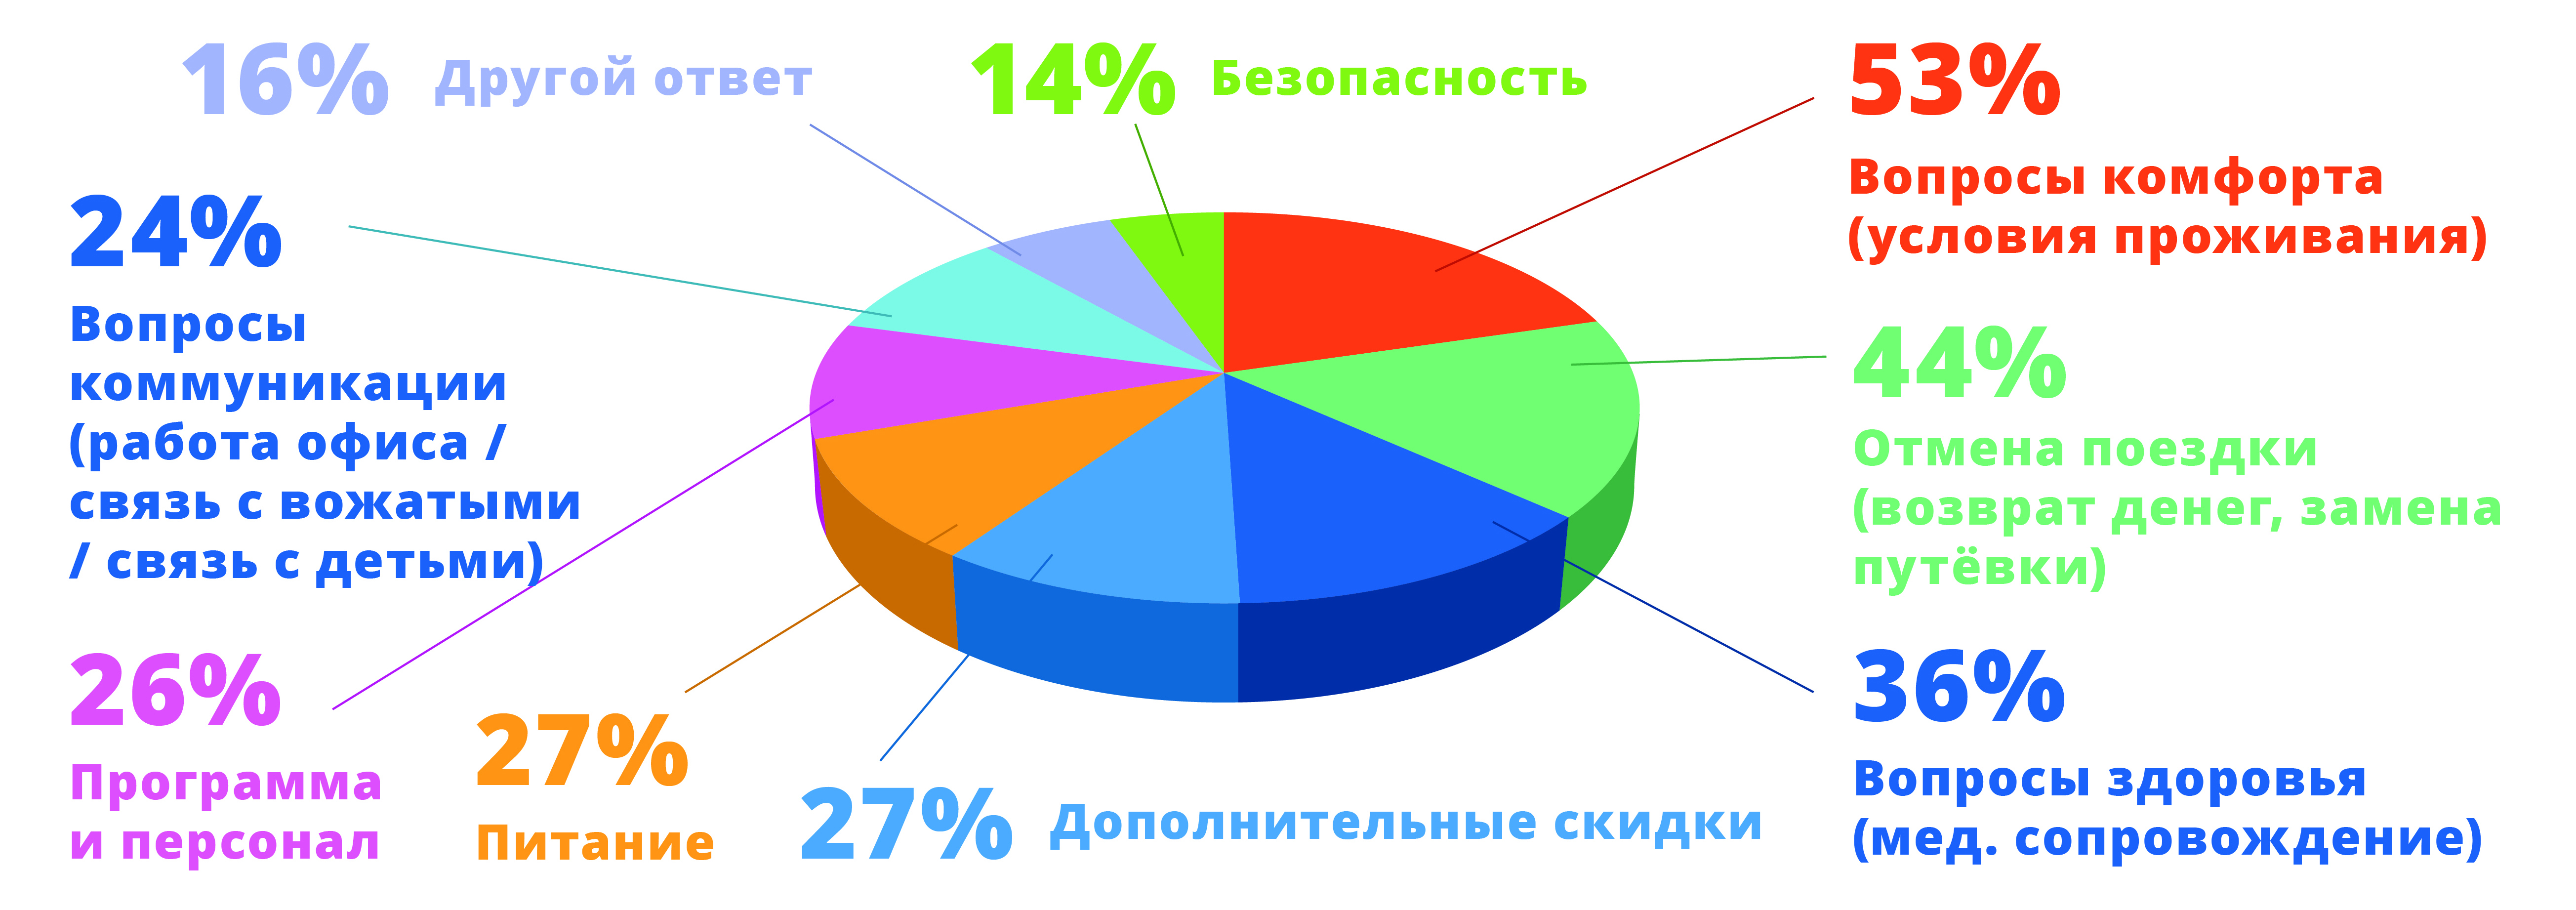 16% Другой ответ
14% Безопасность
53%
Вопросы комфорта
(условия проживания)
24%
Вопросы
коммуникации
(работа офиса /
связь с вожатыми
/ связь с детьми)
44%
Отмена поездки
(возврат денег, замена
путёвки)
26%
Программа
и персонал
27%
Питание
27% Дополнительные скидки
36%
Вопросы здоровья
(мед. сопровождение)